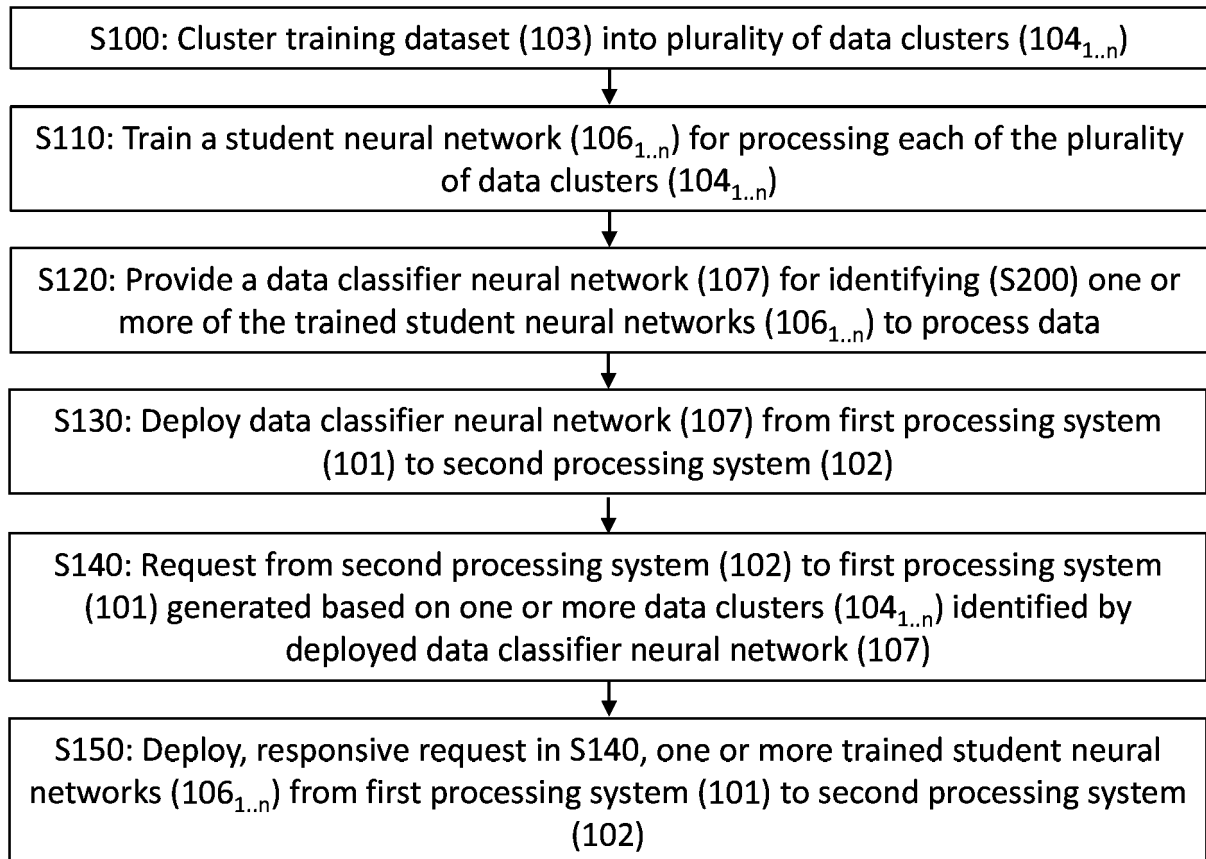 S100: Cluster training dataset (103) into plurality of data clusters (104₁..ₙ)
S110: Train a student neural network (106₁..ₙ) for processing each of the plurality
of data clusters (104₁..ₙ)
S120: Provide a data classifier neural network (107) for identifying (S200) one or
more of the trained student neural networks (106₁..ₙ) to process data
S130: Deploy data classifier neural network (107) from first processing system
(101) to second processing system (102)
S140: Request from second processing system (102) to first processing system
(101) generated based on one or more data clusters (104₁..ₙ) identified by
deployed data classifier neural network (107)
S150: Deploy, responsive request in S140, one or more trained student neural
networks (106₁..ₙ) from first processing system (101) to second processing system
(102)